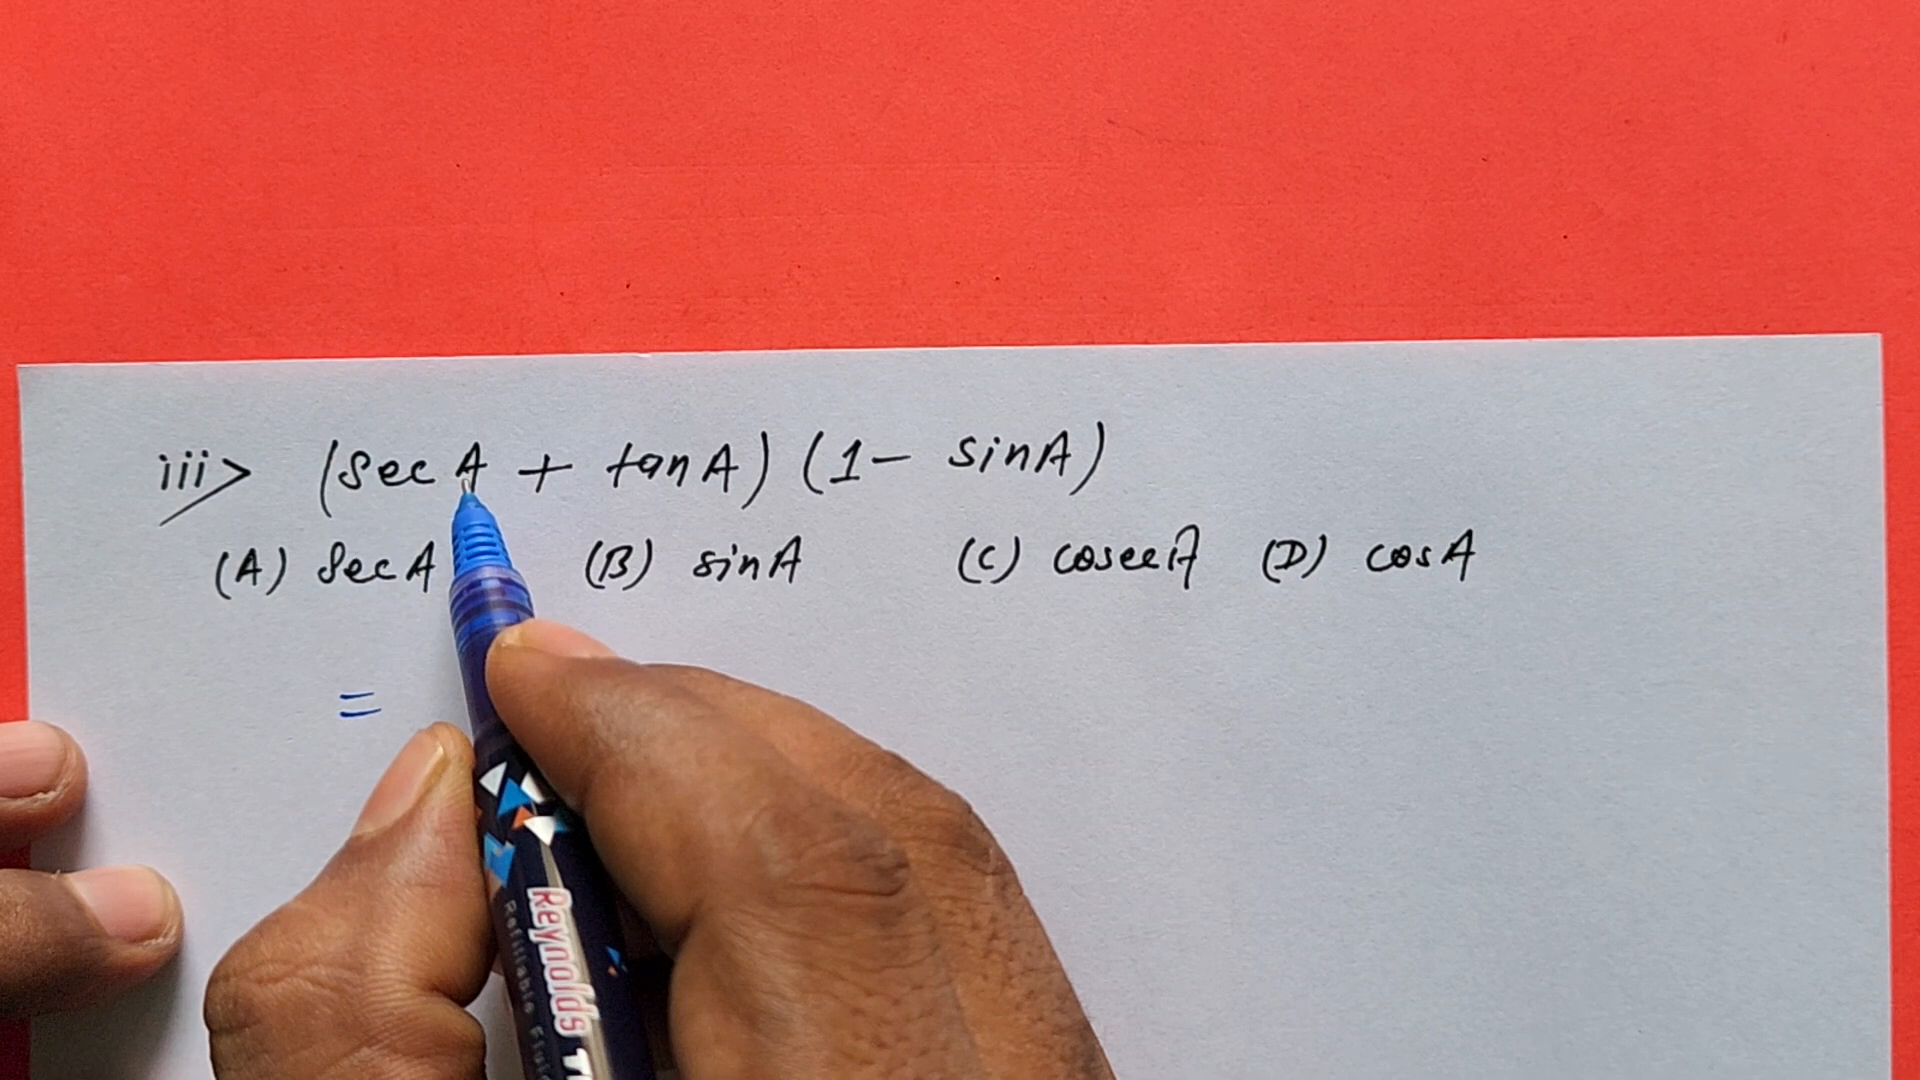 iii> (sec A + tan A) (1 - sin A)
(A) sec A (B) sin A (C) cosec A (D) cos A
=
Reynolds